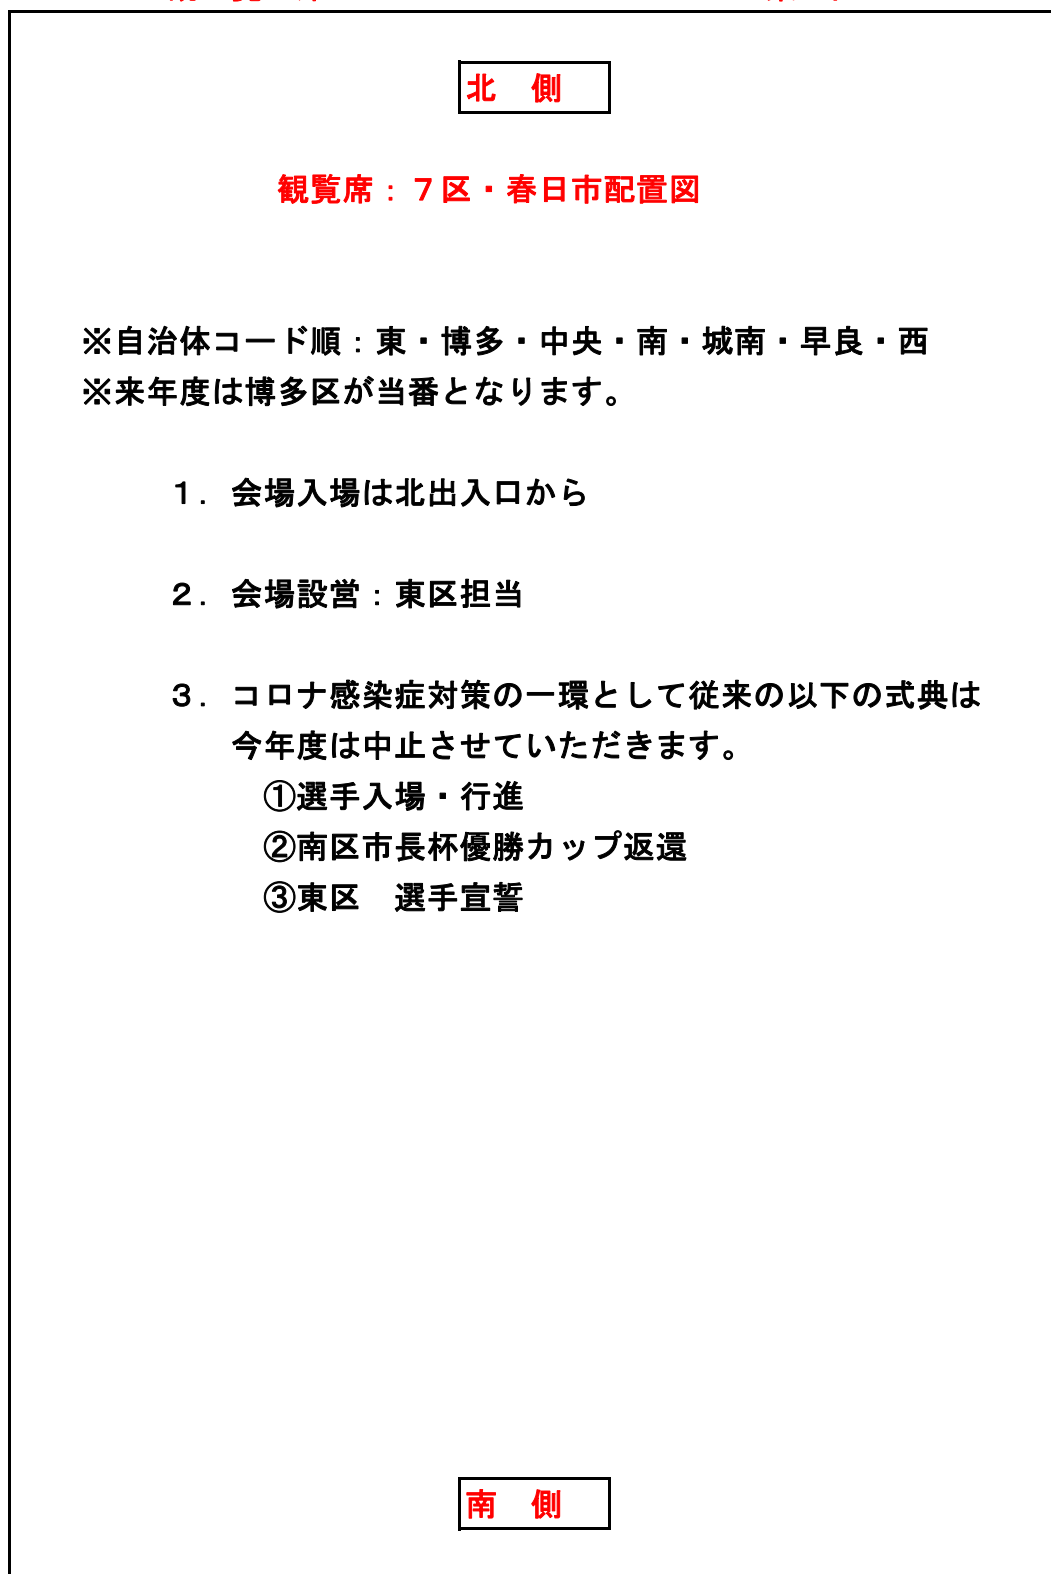 北　側
観覧席：７区・春日市配置図
※自治体コード順：東・博多・中央・南・城南・早良・西
※来年度は博多区が当番となります。
１．会場入場は北出入口から
２．会場設営：東区担当
３．コロナ感染症対策の一環として従来の以下の式典は
今年度は中止させていただきます。
①選手入場・行進
②南区市長杯優勝カップ返還
③東区　選手宣誓
南　側